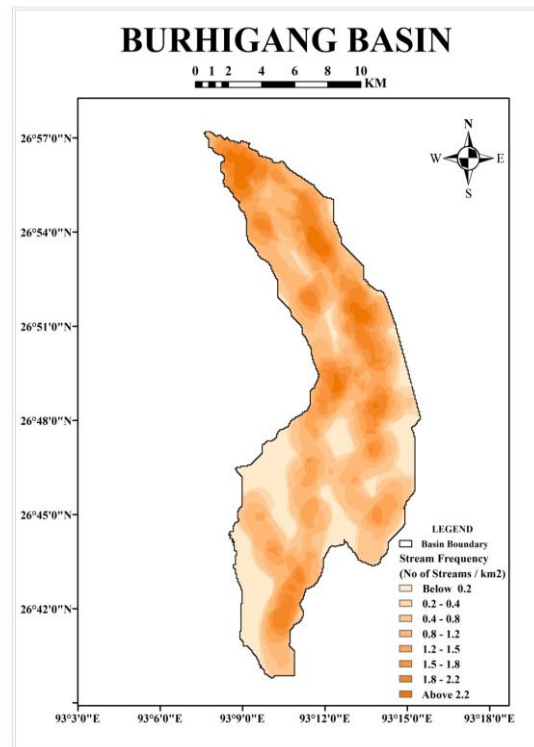 BURHIGANG BASIN
0 1 2 4 6 8 10
KM
N
W E
S
26°57'0"N
26°54'0"N
26°51'0"N
26°48'0"N
26°45'0"N
26°42'0"N
LEGEND
Basin Boundary
Stream Frequency
(No of Streams / km2)
Below 0.2
0.2 - 0.4
0.4 - 0.8
0.8 - 1.2
1.2 - 1.5
1.5 - 1.8
1.8 - 2.2
Above 2.2
93°3'0"E 93°6'0"E 93°9'0"E 93°12'0"E 93°15'0"E 93°18'0"E